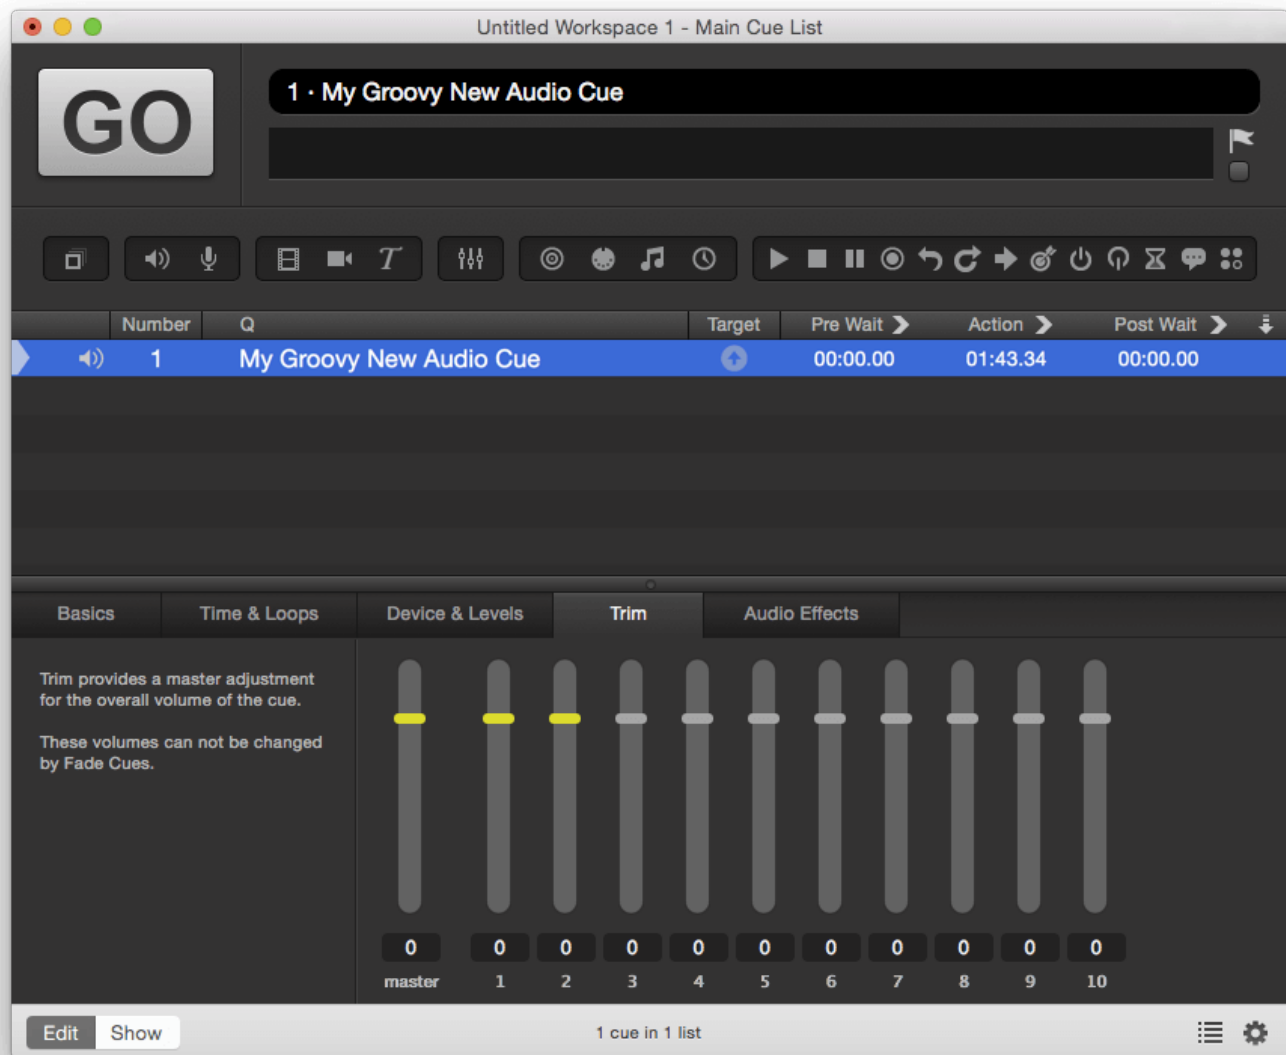 Untitled Workspace 1 - Main Cue List
GO
1 · My Groovy New Audio Cue
T
Number Q Target Pre Wait Action Post Wait
1 My Groovy New Audio Cue 00:00.00 01:43.34 00:00.00
Basics Time & Loops Device & Levels Trim Audio Effects
Trim provides a master adjustment
for the overall volume of the cue.
These volumes can not be changed
by Fade Cues.
0 0 0 0 0 0 0 0 0 0 0
master 1 2 3 4 5 6 7 8 9 10
Edit Show 1 cue in 1 list